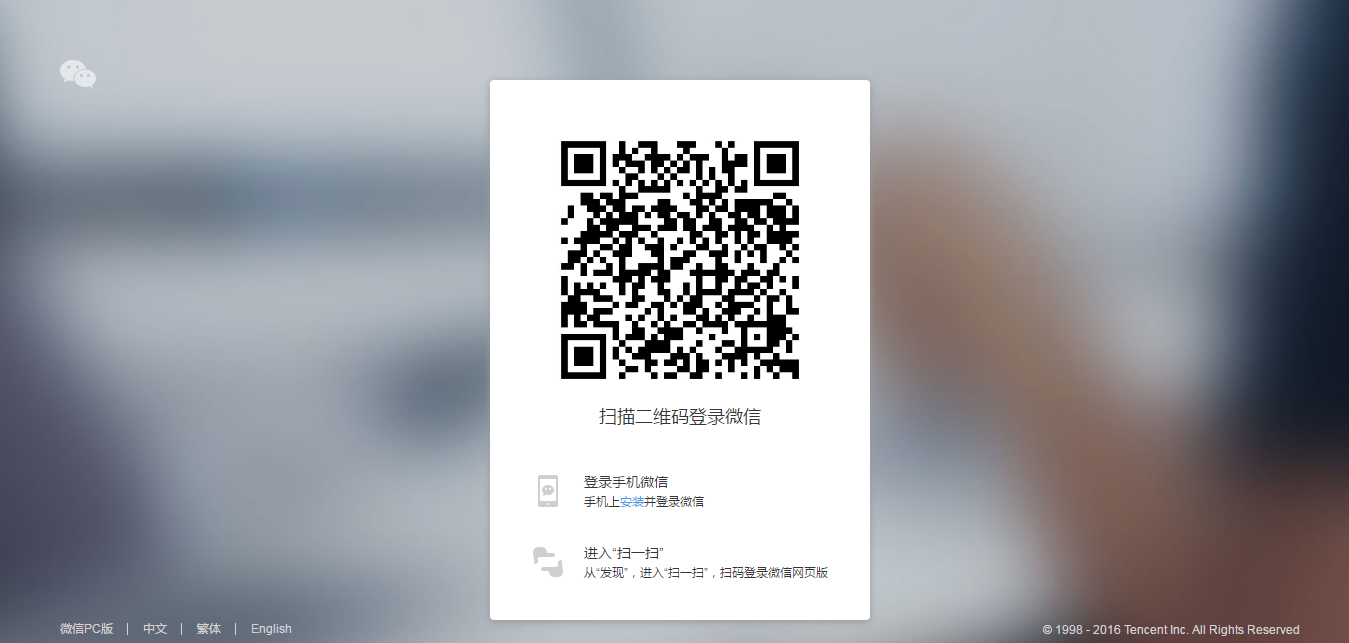 扫描二维码登录微信
登录手机微信
手机上安装并登录微信
进入“扫一扫”
从“发现”，进入“扫一扫”，扫码登录微信网页版
微信PC版 | 中文 | 繁体 | English
© 1998 - 2016 Tencent Inc. All Rights Reserved